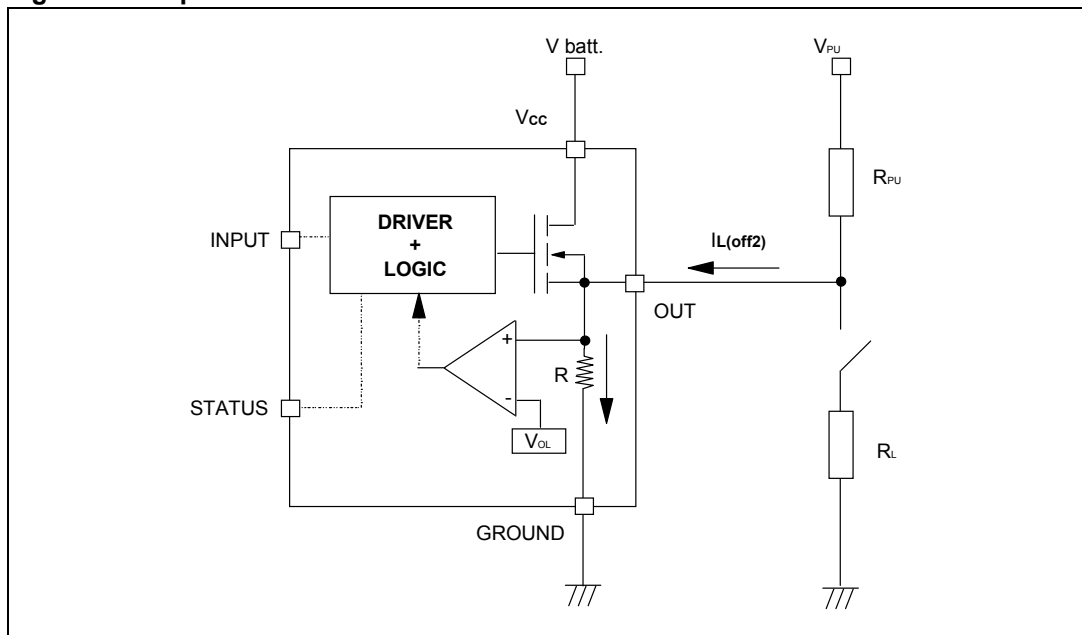 V batt.
VPU
Vcc
RPU
DRIVER
+
LOGIC
INPUT
IL(off2)
OUT
+
R
-
STATUS
VOL
RL
GROUND